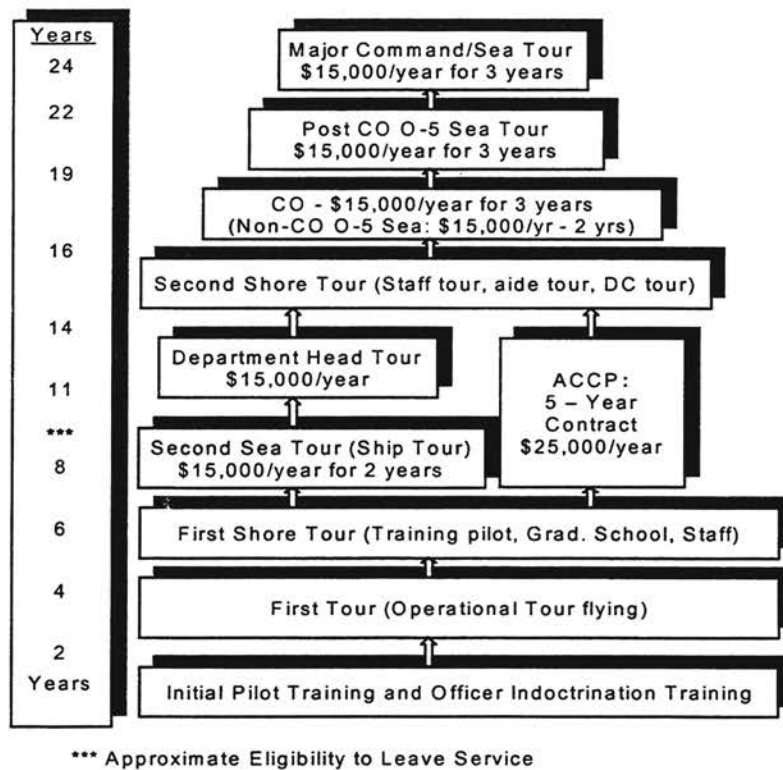 Years
24
22
19
16
14
11
***
8
6
4
2
Years
Major Command/Sea Tour
$15,000/year for 3 years
Post CO O-5 Sea Tour
$15,000/year for 3 years
CO - $15,000/year for 3 years
(Non-CO O-5 Sea: $15,000/yr - 2 yrs)
Second Shore Tour (Staff tour, aide tour, DC tour)
Department Head Tour
$15,000/year
ACCP:
5 – Year
Contract
$25,000/year
Second Sea Tour (Ship Tour)
$15,000/year for 2 years
First Shore Tour (Training pilot, Grad. School, Staff)
First Tour (Operational Tour flying)
Initial Pilot Training and Officer Indoctrination Training
*** Approximate Eligibility to Leave Service